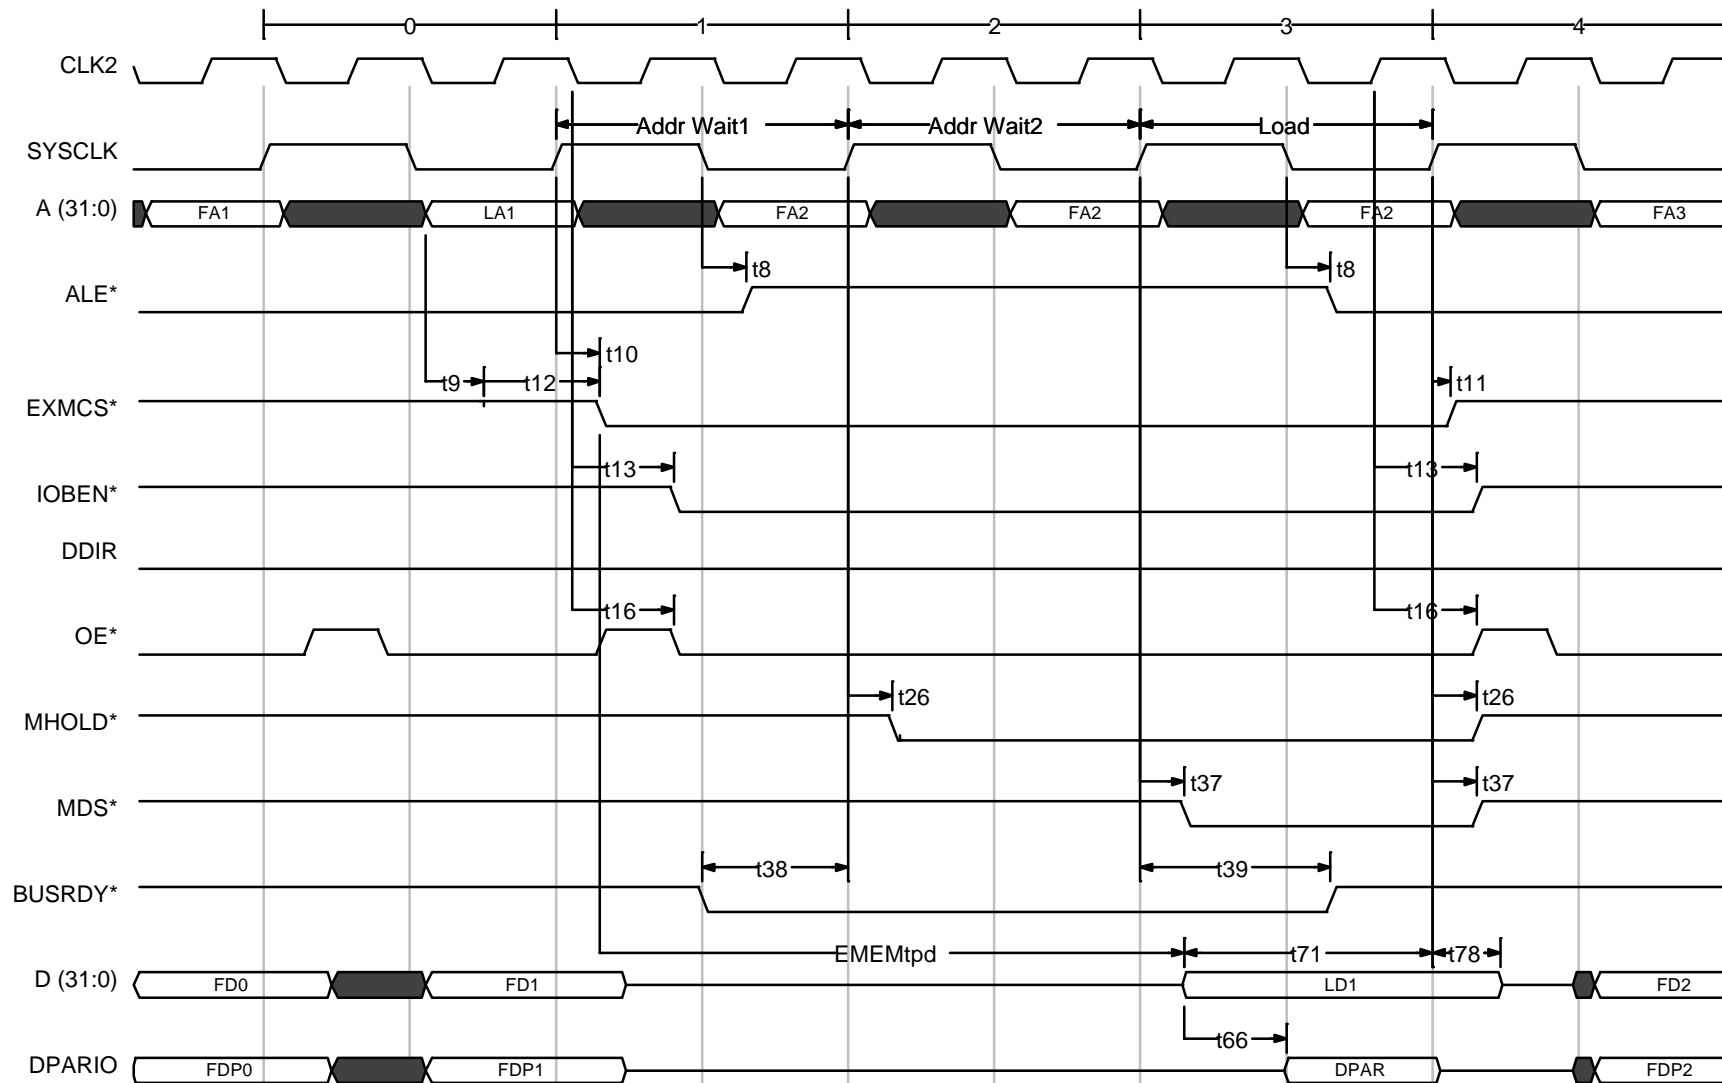 0 1 2 3 4
CLK2
Addr Wait1 Addr Wait2 Load
SYSCLK
A (31:0) FA1 LA1 FA2 FA2 FA2 FA3
t8 t8
ALE*
t10
t9 t12 t11
EXMCS*
t13 t13
IOBEN*
DDIR
t16 t16
OE*
t26 t26
MHOLD*
t37 t37
MDS*
t38 t39
BUSRDY*
EMEMtpd t71 t78
D (31:0) FD0 FD1 LD1 FD2
t66
DPARIO FDP0 FDP1 DPAR FDP2